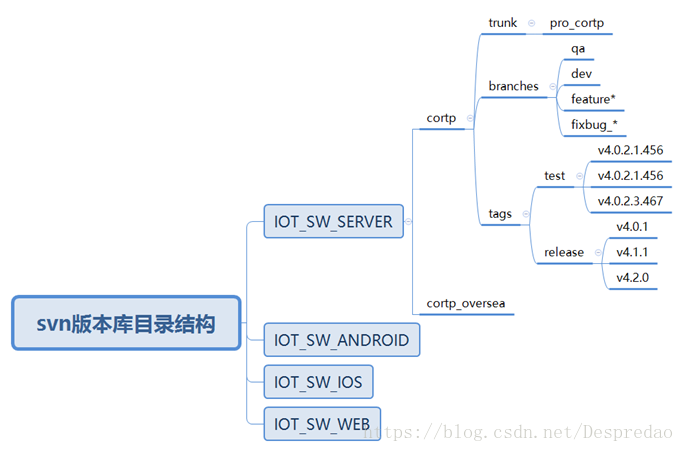 svn版本库目录结构
IOT_SW_SERVER
cortp
trunk
pro_cortp
branches
qa
dev
feature*
fixbug_*
tags
test
v4.0.2.1.456
v4.0.2.1.456
v4.0.2.3.467
release
v4.0.1
v4.1.1
v4.2.0
cortp_oversea
IOT_SW_ANDROID
IOT_SW_IOS
IOT_SW_WEB
https://blog.csdn.net/Despredao